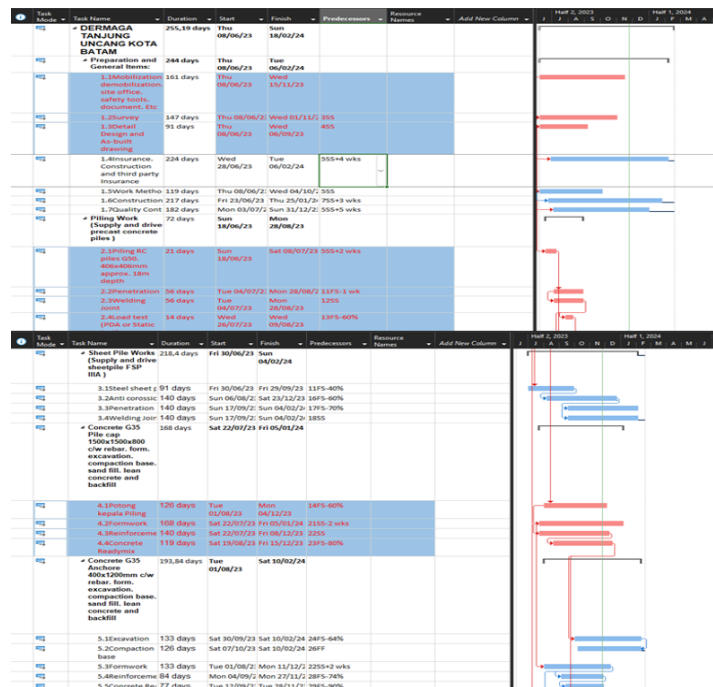 Task Mode Task Name Duration Start Finish Predecessors Resource Names Add New Column Half 2, 2023 Half 1, 2024
J J A S O N D J F M A M J
DERMAGA TANJUNG UNCANG KOTA BATAM 255,19 days Thu 08/06/23 Sun 18/02/24
Preparation and General Items: 244 days Thu 08/06/23 Tue 06/02/24
1.1Mobilization demobilization. site office. safety tools. document. Etc 161 days Thu 08/06/23 Wed 15/11/23
1.2Survey 147 days Thu 08/06/2 Wed 01/11/ 3SS
1.3Detail Design and As-built drawing 91 days Thu 08/06/23 Wed 06/09/23 4SS
1.4Insurance. Construction and third party Insurance 224 days Wed 28/06/23 Tue 06/02/24 5SS+4 wks
1.5Work Metho 119 days Thu 08/06/2 Wed 04/10/ 5SS
1.6Construction 217 days Fri 23/06/23 Thu 25/01/2 7SS+3 wks
1.7Quality Cont 182 days Mon 03/07/2 Sun 31/12/2 5SS+5 wks
Piling Work (Supply and drive precast concrete piles ) 72 days Sun 18/06/23 Mon 28/08/23
2.1Piling RC piles G50. 406x406mm approx. 18m depth 21 days Sun 18/06/23 Sat 08/07/23 5SS+2 wks
2.2Penetration 56 days Tue 04/07/2 Mon 28/08/2 11FS-1 wk
2.3Welding Joint 56 days Tue 04/07/23 Mon 28/08/23 12SS
2.4Load test (PDA or Static 14 days Wed 26/07/23 Wed 09/08/23 13FS-60%
Task Mode Task Name Duration Start Finish Predecessors Resource Names Add New Column Half 2, 2023 Half 1, 2024
J J A S O N D J F M A M J
Sheet Pile Works (Supply and drive sheetpile FSP IIIA ) 218,4 days Fri 30/06/23 Sun 04/02/24
3.1Steel sheet p 91 days Fri 30/06/23 Fri 29/09/23 11FS-40%
3.2Anti corossic 140 days Sun 06/08/2 Sat 23/12/23 16FS-60%
3.3Penetration 140 days Sun 17/09/2 Sun 04/02/2 17FS-70%
3.4Welding Join 140 days Sun 17/09/2 Sun 04/02/2 18SS
Concrete G35 Pile cap 1500x1500x800 c/w rebar. form. excavation. compaction base. sand fill. lean concrete and backfill 168 days Sat 22/07/23 Fri 05/01/24
4.1Potong kepala Piling 126 days Tue 01/08/23 Mon 04/12/23 14FS-60%
4.2Formwork 168 days Sat 22/07/23 Fri 05/01/24 21SS-2 wks
4.3Reinforceme 140 days Sat 22/07/23 Fri 08/12/23 22SS
4.4Concrete Readymix 119 days Sat 19/08/23 Fri 15/12/23 23FS-80%
Concrete G35 Anchore 400x1200mm c/w rebar. form. excavation. compaction base. sand fill. lean concrete and backfill 193,84 days Tue 01/08/23 Sat 10/02/24
5.1Excavation 133 days Sat 30/09/23 Sat 10/02/24 24FS-64%
5.2Compaction base 126 days Sat 07/10/23 Sat 10/02/24 26FF
5.3Formwork 133 days Tue 01/08/2 Mon 11/12/2 22SS+2 wks
5.4Reinforceme 84 days Mon 04/09/ Mon 27/11/ 28FS-74%
5.5Concrete Re 77 days Tue 12/09/ Tue 28/11/ 29FS-90%